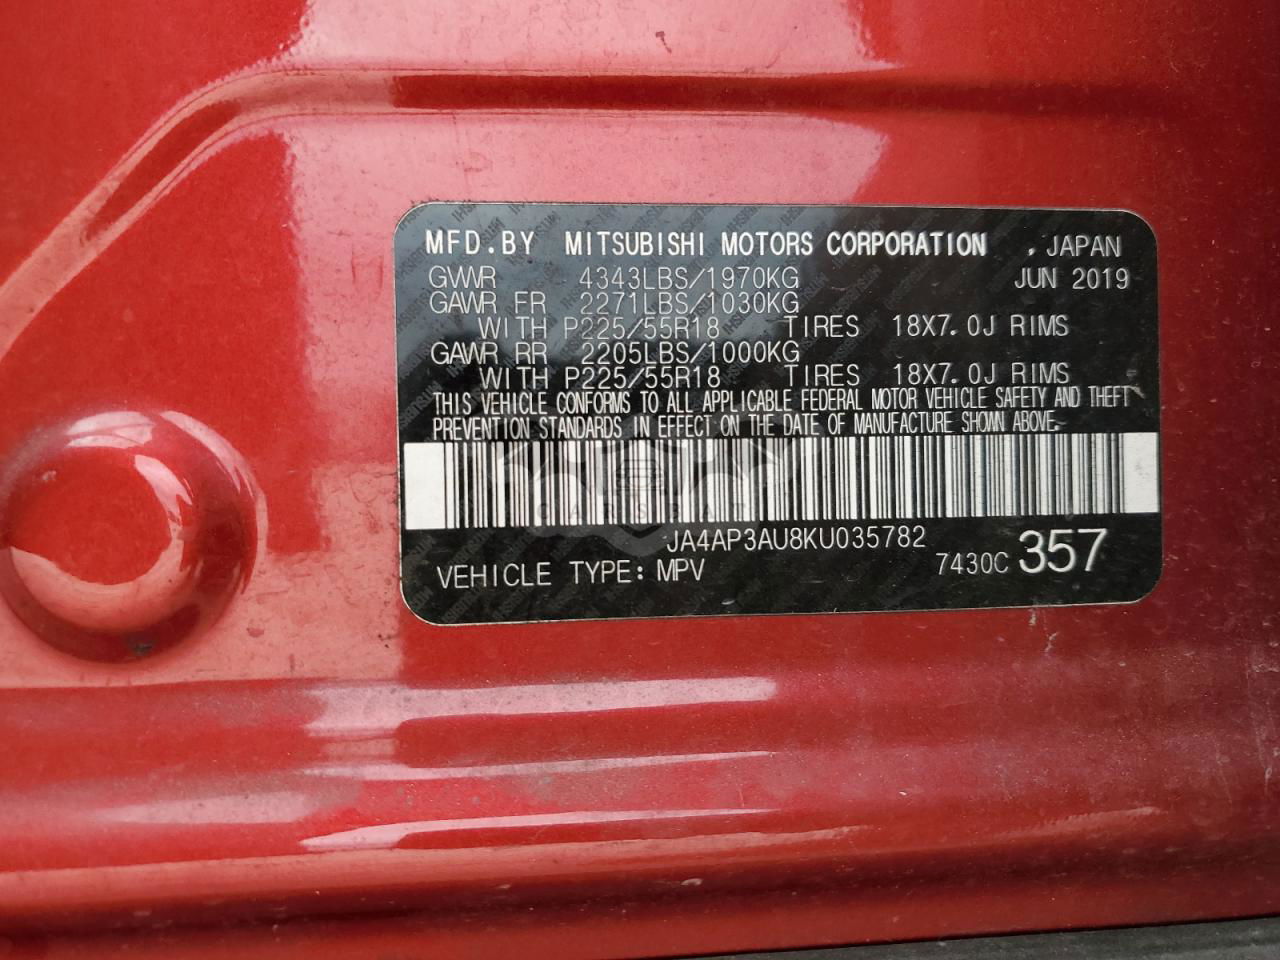 MFD.BY MITSUBISHI MOTORS CORPORATION , JAPAN
GVWR 4343LBS/1970KG JUN 2019
GAWR FR 2271LBS/1030KG
WITH P225/55R18 TIRES 18X7.0J RIMS
GAWR RR 2205LBS/1000KG
WITH P225/55R18 TIRES 18X7.0J RIMS
THIS VEHICLE CONFORMS TO ALL APPLICABLE FEDERAL MOTOR VEHICLE SAFETY AND THEFT
PREVENTION STANDARDS IN EFFECT ON THE DATE OF MANUFACTURE SHOWN ABOVE.
CARSBAT
JA4AP3AU8KU035782
VEHICLE TYPE: MPV 7430C 357